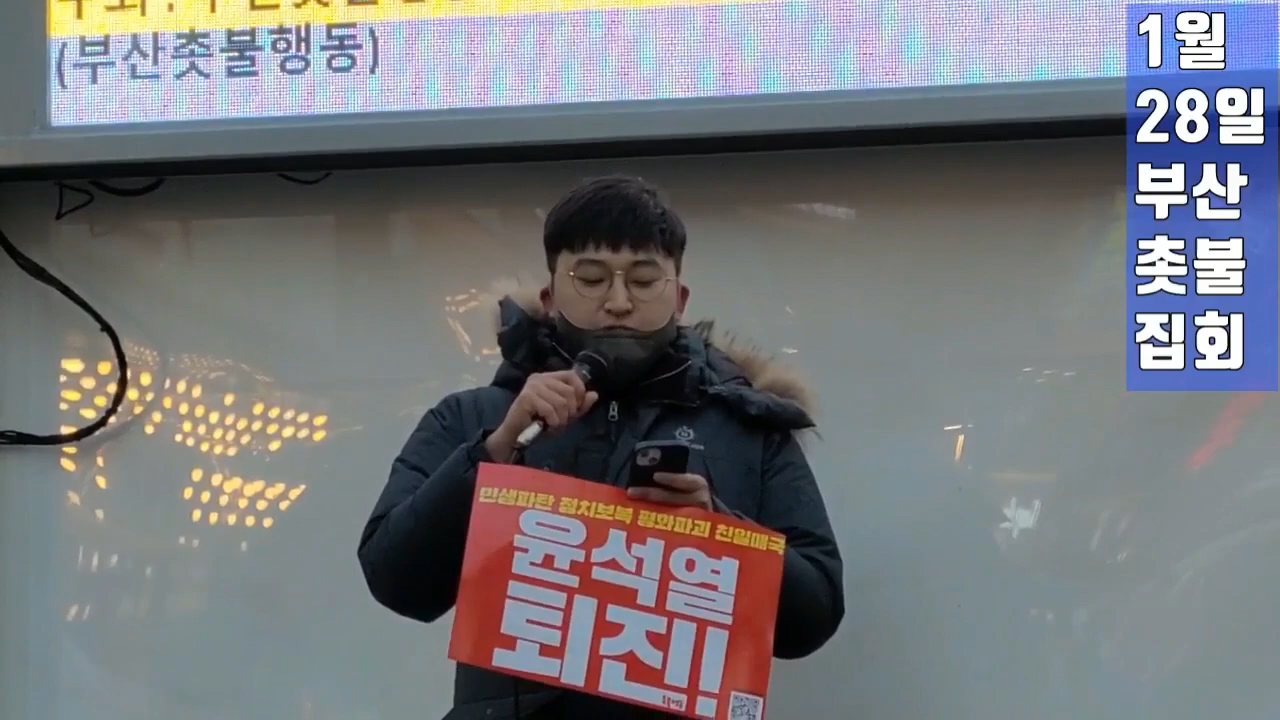 (부산촛불행동)
1월
28일
부산
촛불
집회
민생파탄 정치보복 평화파괴 친일매국
윤석열
퇴진!